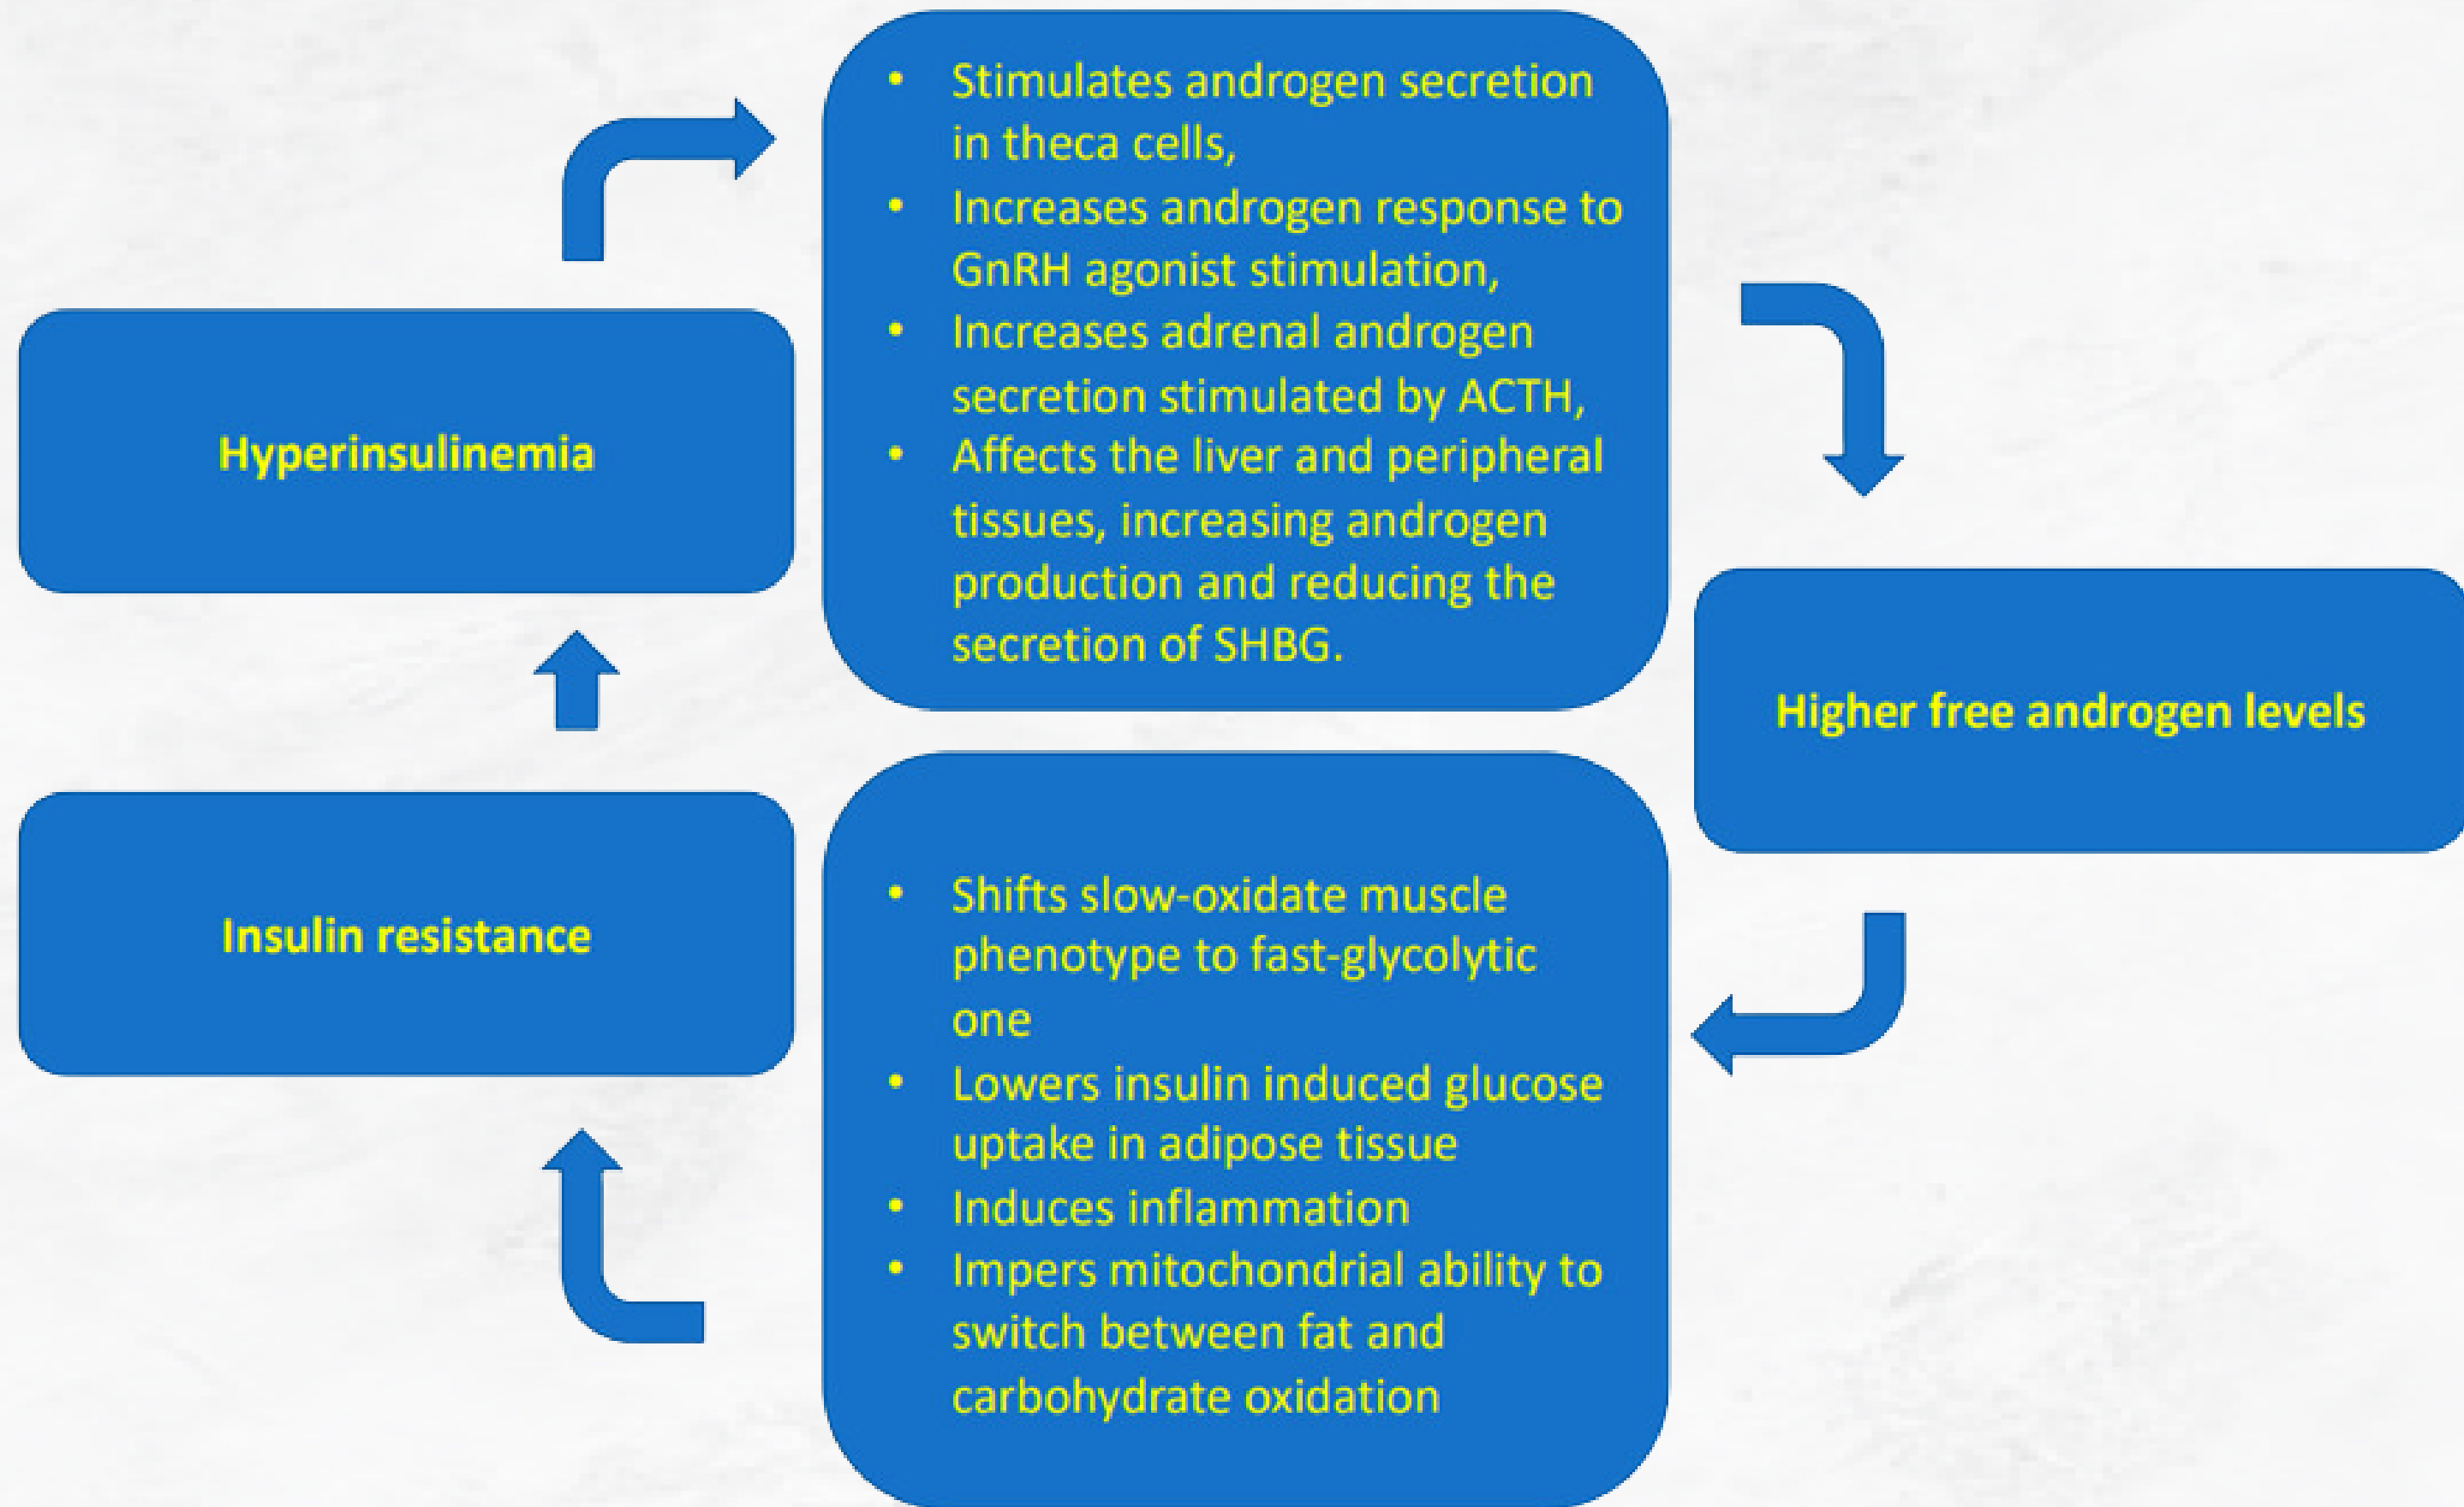 • Stimulates androgen secretion
in theca cells,
• Increases androgen response to
GnRH agonist stimulation,
• Increases adrenal androgen
secretion stimulated by ACTH,
• Affects the liver and peripheral
tissues, increasing androgen
production and reducing the
secretion of SHBG.
Hyperinsulinemia
Higher free androgen levels
Insulin resistance
• Shifts slow-oxidate muscle
phenotype to fast-glycolytic
one
• Lowers insulin induced glucose
uptake in adipose tissue
• Induces inflammation
• Impers mitochondrial ability to
switch between fat and
carbohydrate oxidation